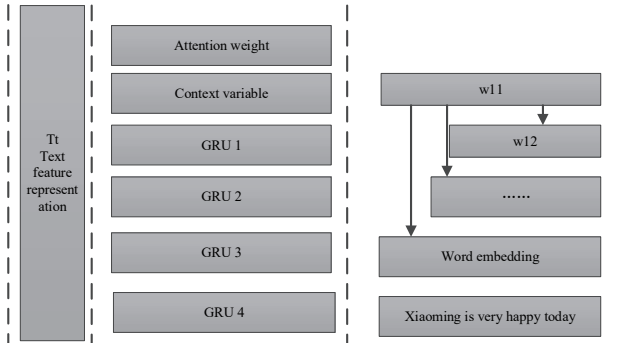 Tt
Text
feature
represent
ation
Attention weight
Context variable
GRU 1
GRU 2
GRU 3
GRU 4
w11
w12
......
Word embedding
Xiaoming is very happy today